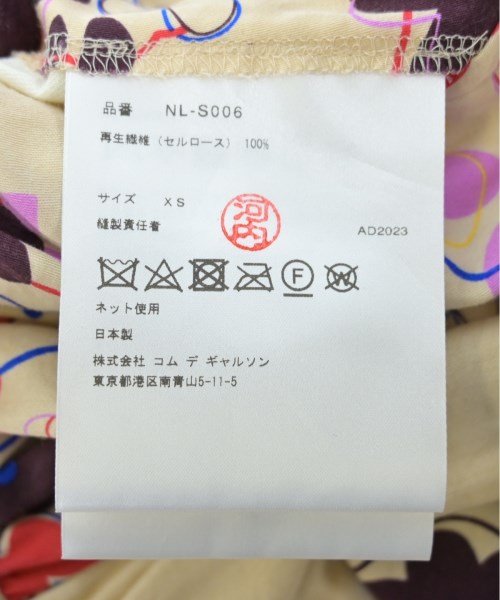 品番 NL-S006
再生繊維（セルロース） 100%
サイズ XS
縫製責任者 河内 AD2023
F W
ネット使用
日本製
株式会社 コム デ ギャルソン
東京都港区南青山5-11-5